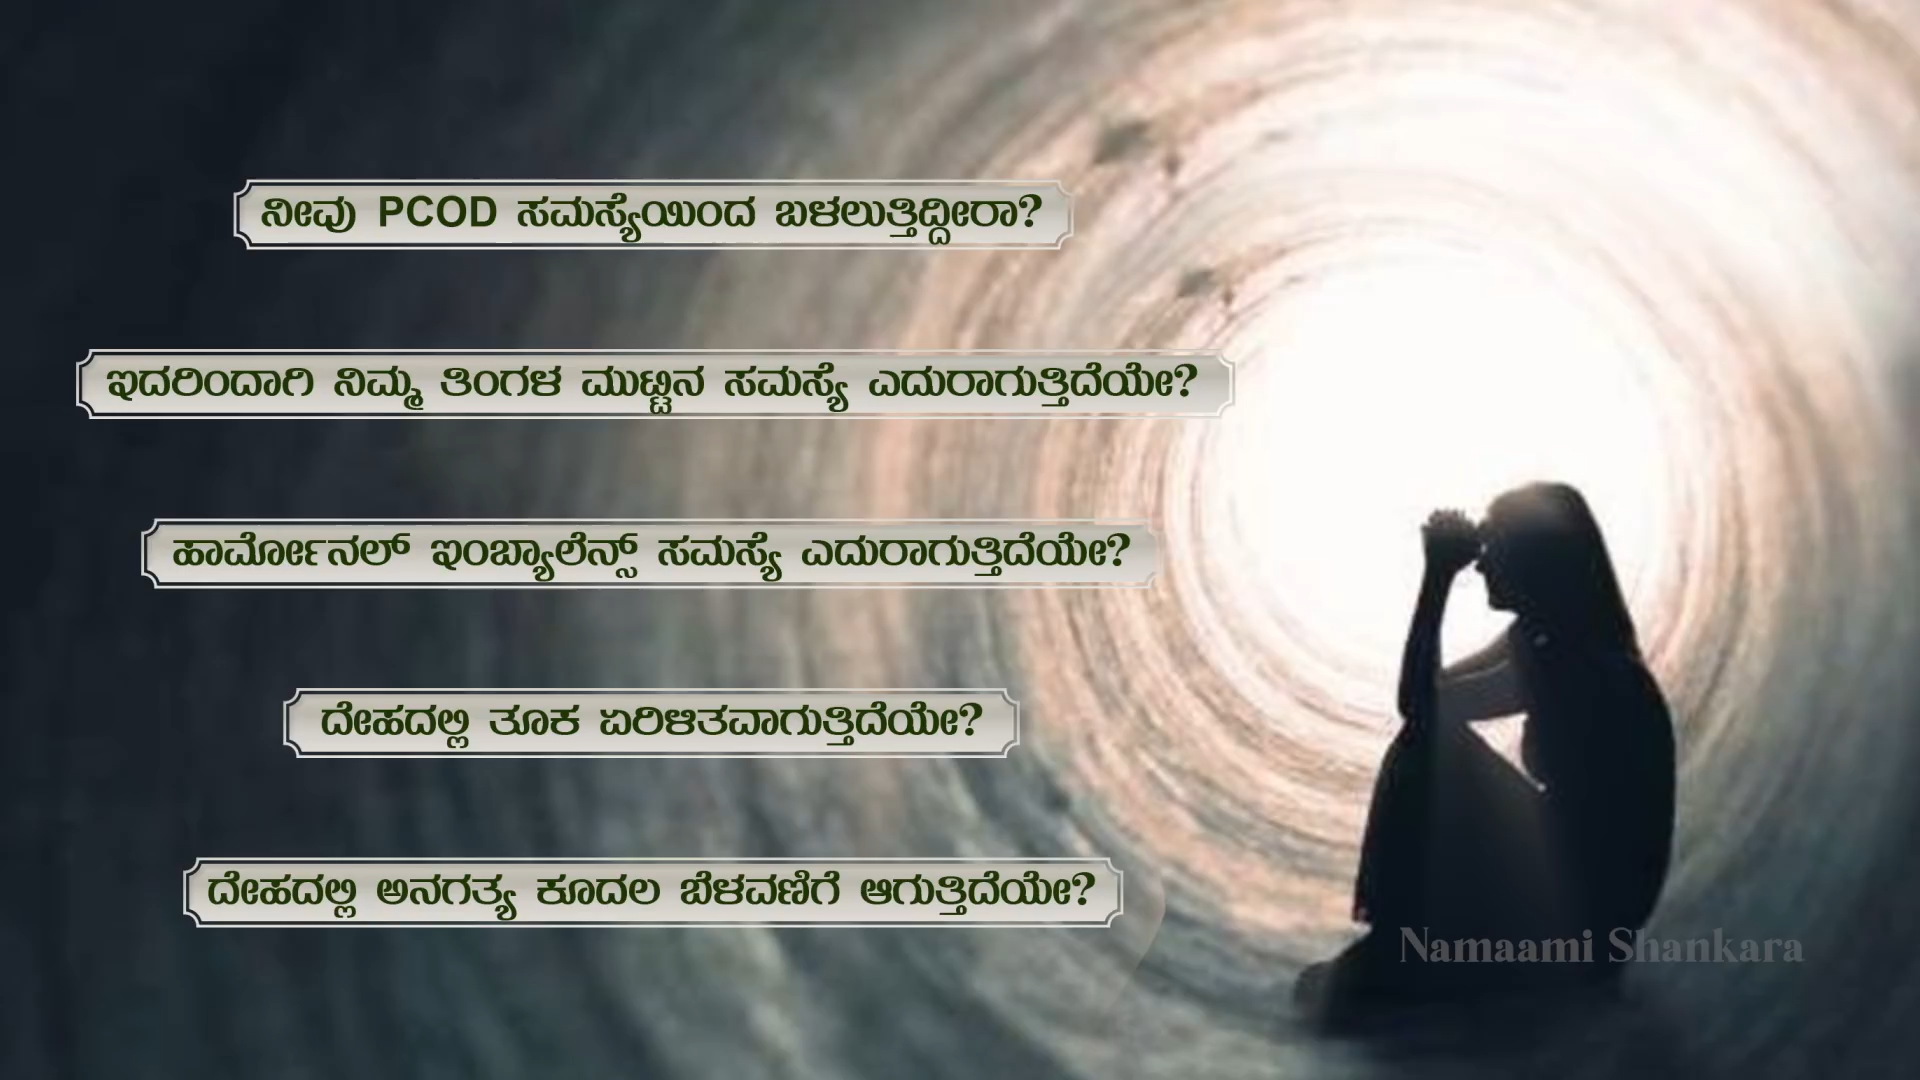 ನೀವು PCOD ಸಮಸ್ಯೆಯಿಂದ ಬಳಲುತ್ತಿದ್ದೀರಾ?
ಇದರಿಂದಾಗಿ ನಿಮ್ಮ ತಿಂಗಳ ಮುಟ್ಟಿನ ಸಮಸ್ಯೆ ಎದುರಾಗುತ್ತಿದೆಯೇ?
ಹಾರ್ಮೋನಲ್ ಇಂಬ್ಯಾಲೆನ್ಸ್ ಸಮಸ್ಯೆ ಎದುರಾಗುತ್ತಿದೆಯೇ?
ದೇಹದಲ್ಲಿ ತೂಕ ಏರಿಳಿತವಾಗುತ್ತಿದೆಯೇ?
ದೇಹದಲ್ಲಿ ಅನಗತ್ಯ ಕೂದಲ ಬೆಳವಣಿಗೆ ಆಗುತ್ತಿದೆಯೇ?
Namaami Shankara